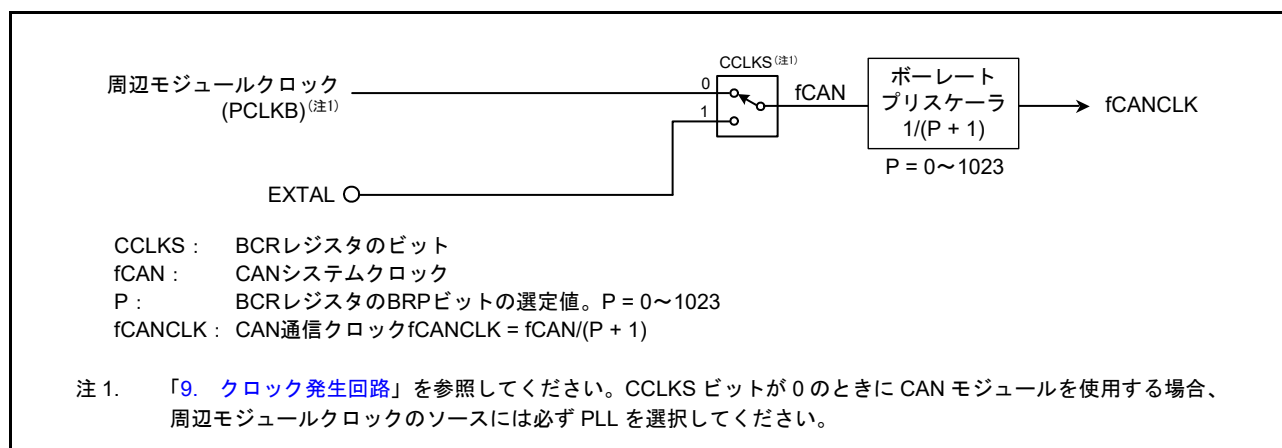 CCLKS(注1)
周辺モジュールクロック
(PCLKB)(注1)
0
1
fCAN
ボーレート
プリスケーラ
1/(P + 1)
fCANCLK
P = 0~1023
EXTAL
CCLKS : BCRレジスタのビット
fCAN : CANシステムクロック
P : BCRレジスタのBRPビットの選定値。P = 0~1023
fCANCLK : CAN通信クロックfCANCLK = fCAN/(P + 1)
注 1. 「9. クロック発生回路」を参照してください。CCLKS ビットが 0 のときに CAN モジュールを使用する場合、
周辺モジュールクロックのソースには必ず PLL を選択してください。